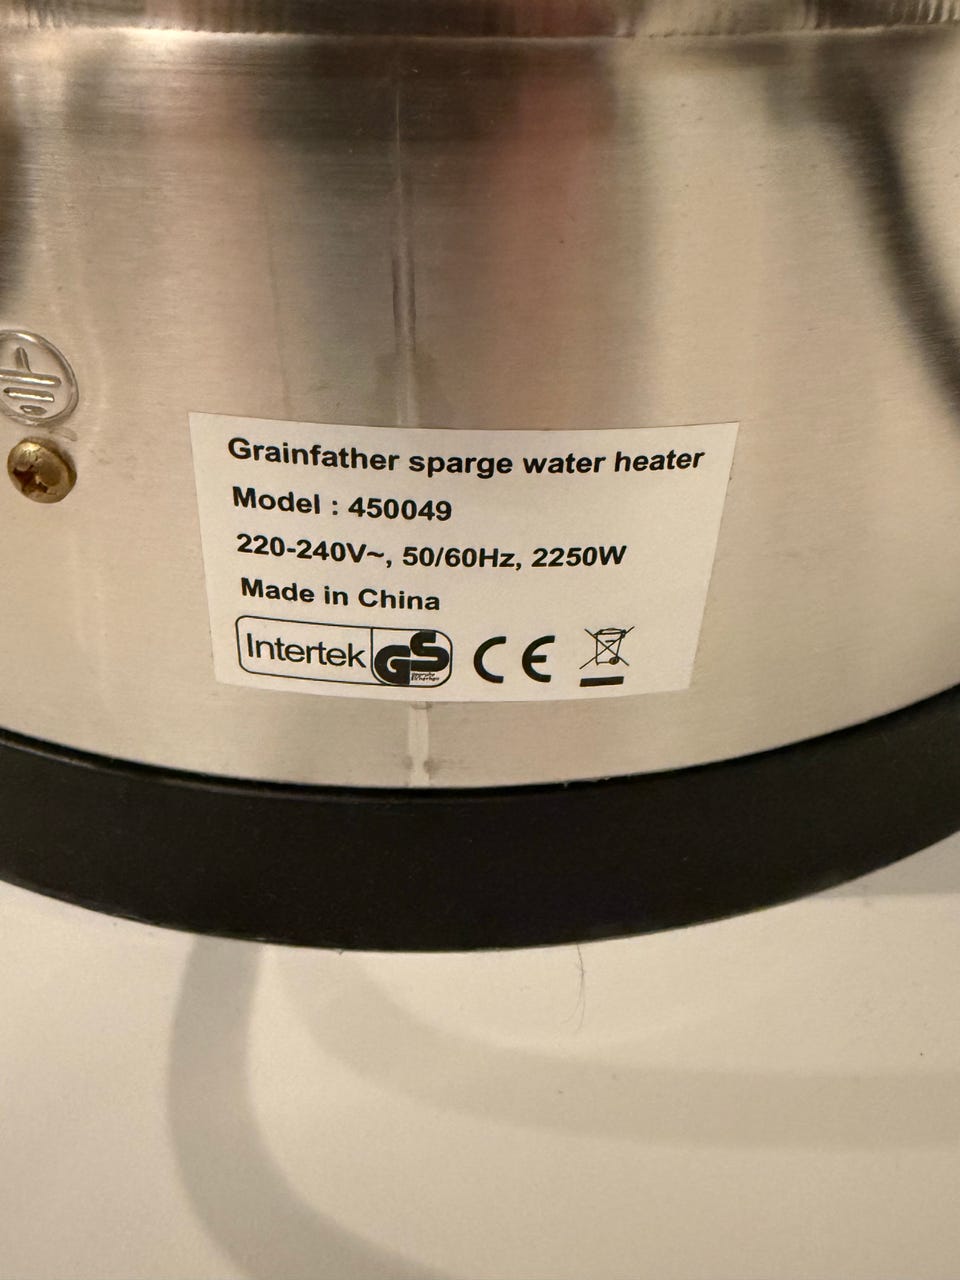 Grainfather sparge water heater
Model : 450049
220-240V~, 50/60Hz, 2250W
Made in China
Intertek GS CE